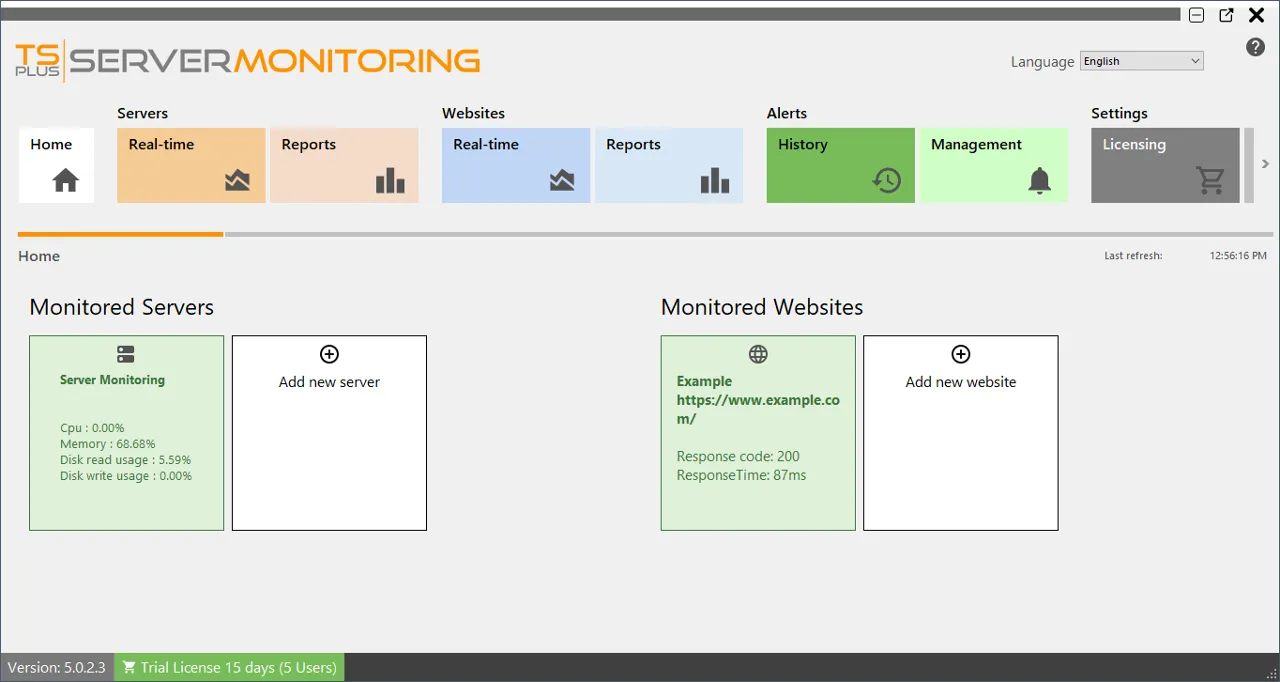 TS PLUS SERVERMONITORING
Language English
Servers
Websites
Alerts
Settings
Home
Real-time
Reports
Real-time
Reports
History
Management
Licensing
Home
Last refresh: 12:56:16 PM
Monitored Servers
Monitored Websites
Server Monitoring
Cpu : 0.00%
Memory : 68.68%
Disk read usage : 5.59%
Disk write usage : 0.00%
Add new server
Example
https://www.example.co
m/
Response code: 200
ResponseTime: 87ms
Add new website
Version: 5.0.2.3
Trial License 15 days (5 Users)